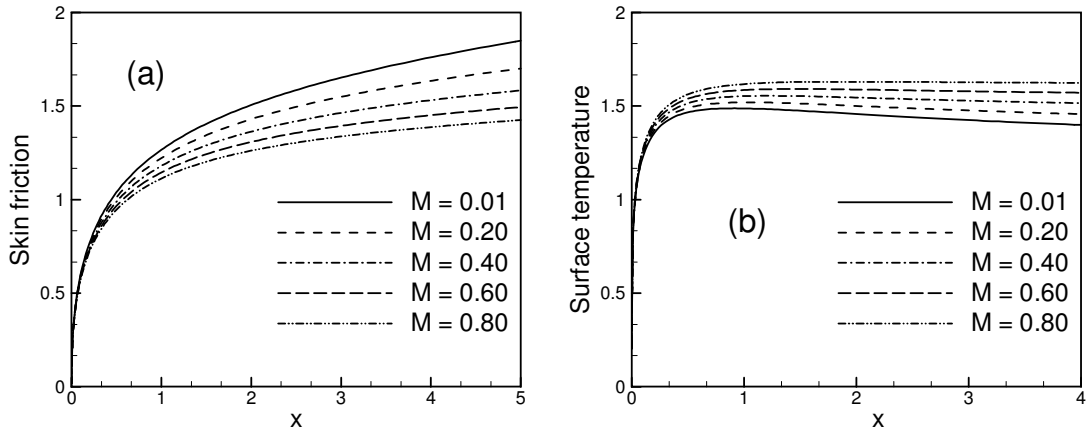 (a)
Skin friction
2
1.5
1
0.5
0
0 1 2 3 4 5
x
M = 0.01
M = 0.20
M = 0.40
M = 0.60
M = 0.80
(b)
Surface temperature
2
1.5
1
0.5
0
0 1 2 3 4
x
M = 0.01
M = 0.20
M = 0.40
M = 0.60
M = 0.80